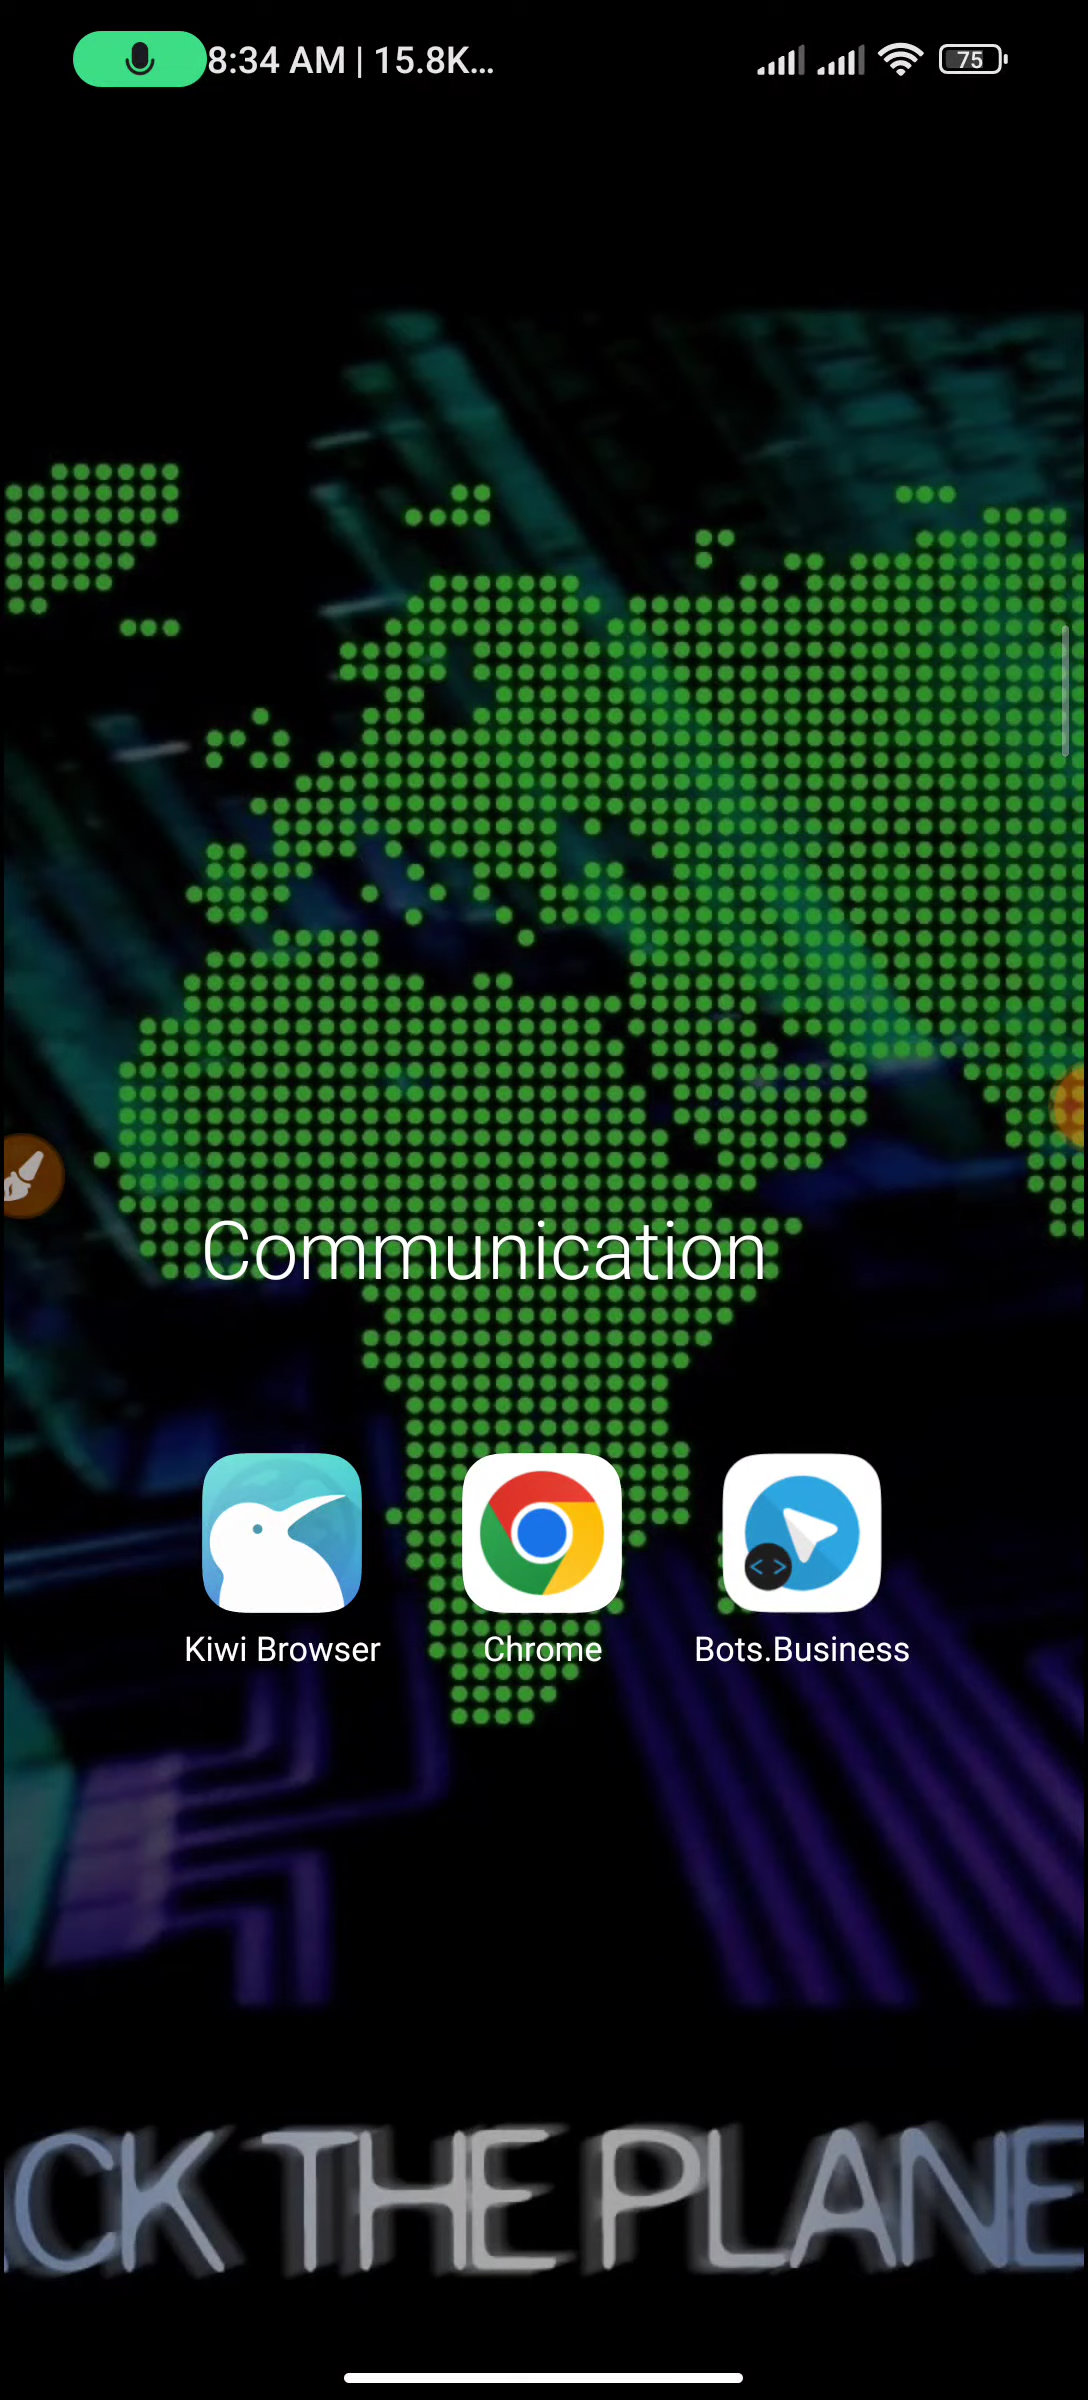 8:34 AM | 15.8K...
75
Communication
Kiwi Browser
Chrome
Bots.Business
CK THE PLANE